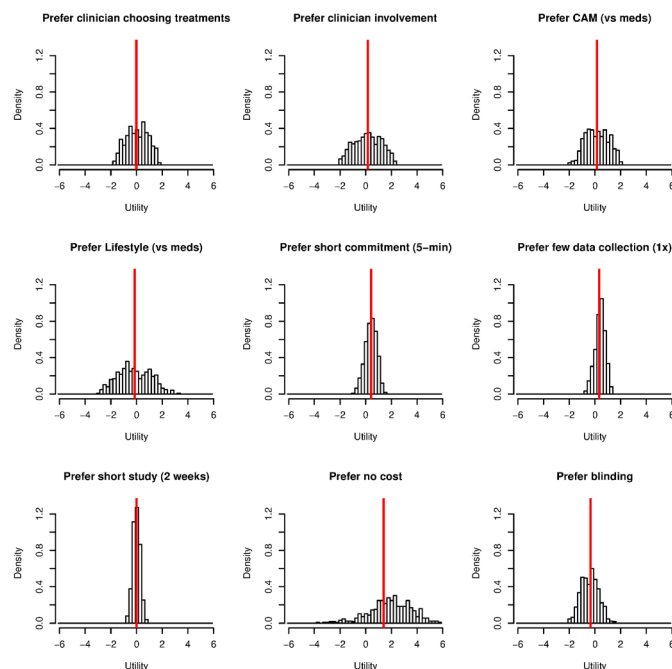 Prefer clinician choosing treatments
Prefer clinician involvement
Prefer CAM (vs meds)
Density
0.0 0.4 0.8 1.2
−6 −4 −2 0 2 4 6
Utility
Density
0.0 0.4 0.8 1.2
−6 −4 −2 0 2 4 6
Utility
Density
0.0 0.4 0.8 1.2
−6 −4 −2 0 2 4 6
Utility
Prefer Lifestyle (vs meds)
Prefer short commitment (5−min)
Prefer few data collection (1x)
Density
0.0 0.4 0.8 1.2
−6 −4 −2 0 2 4 6
Utility
Density
0.0 0.4 0.8 1.2
−6 −4 −2 0 2 4 6
Utility
Density
0.0 0.4 0.8 1.2
−6 −4 −2 0 2 4 6
Utility
Prefer short study (2 weeks)
Prefer no cost
Prefer blinding
Density
0.0 0.4 0.8 1.2
−6 −4 −2 0 2 4 6
Utility
Density
0.0 0.4 0.8 1.2
−6 −4 −2 0 2 4 6
Utility
Density
0.0 0.4 0.8 1.2
−6 −4 −2 0 2 4 6
Utility